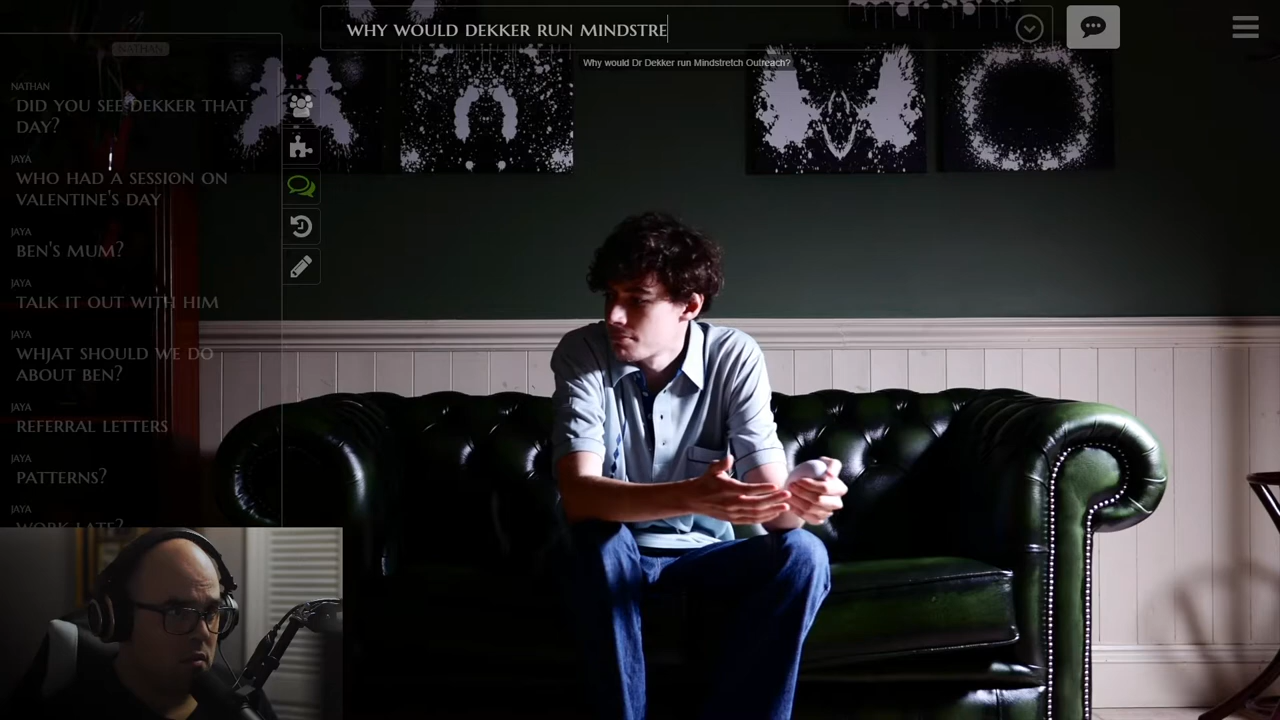 WHY WOULD DEKKER RUN MINDSTRE
Why would Dr Dekker run Mindstretch Outreach?
NATHAN
NATHAN
DID YOU SEE DEKKER THAT
DAY?
JAYA
WHO HAD A SESSION ON
VALENTINE'S DAY
JAYA
BEN'S MUM?
JAYA
TALK IT OUT WITH HIM
JAYA
WHJAT SHOULD WE DO
ABOUT BEN?
JAYA
REFERRAL LETTERS
JAYA
PATTERNS?
JAYA
WORK LATE?